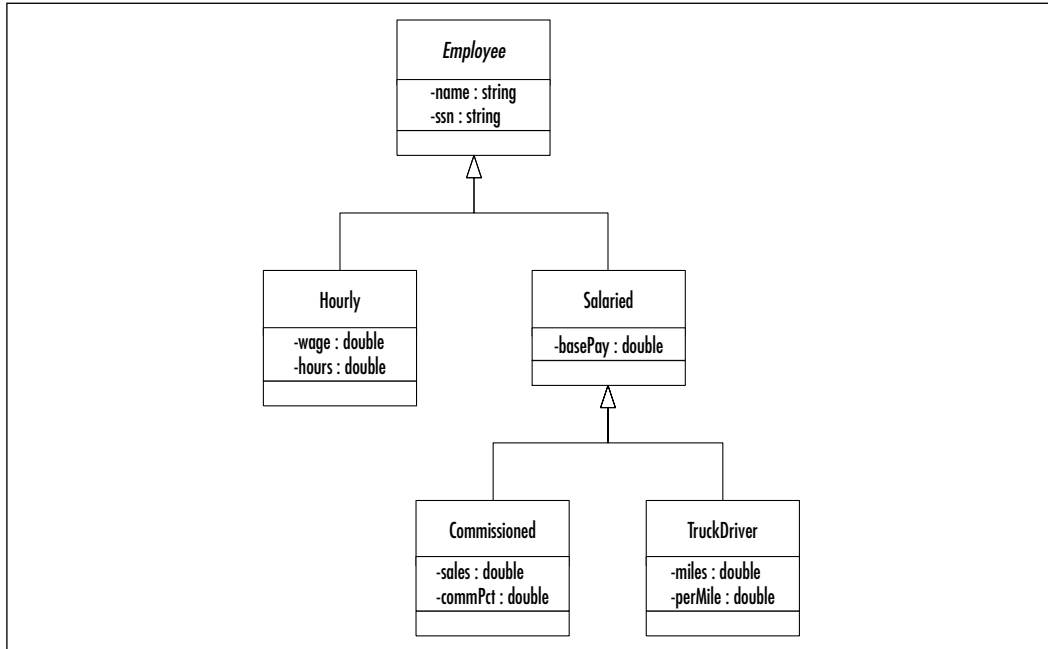 Employee
-name : string
-ssn : string
Hourly
-wage : double
-hours : double
Salaried
-basePay : double
Commissioned
-sales : double
-commPct : double
TruckDriver
-miles : double
-perMile : double